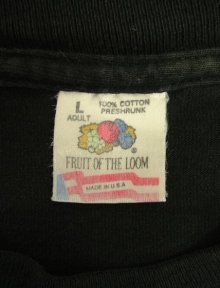 L 100% COTTON
ADULT PRESHRUNK
FRUIT OF THE LOOM
®
MADE IN U.S.A